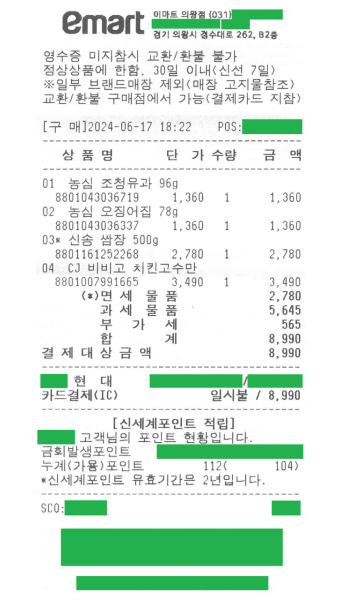 emart 이마트 의왕점 (031)
경기 의왕시 경수대로 262, B2층
영수증 미지참시 교환/환불 불가
정상상품에 한함, 30일 이내(신선 7일)
※일부 브랜드매장 제외(매장 고지물참조)
교환/환불 구매점에서 가능(결제카드 지참)
[구 매]2024-06-17 18:22 POS:
상 품 명 단 가 수량 금 액
01 농심 조청유과 96g
8801043036719 1,360 1 1,360
02 농심 오징어집 78g
8801043036337 1,360 1 1,360
03* 신송 쌈장 500g
8801161252268 2,780 1 2,780
04 CJ 비비고 치킨고수만
8801007991665 3,490 1 3,490
(*)면 세 물 품 2,780
과 세 물 품 5,645
부 가 세 565
합 계 8,990
결 제 대 상 금 액 8,990
현 대 /
카드결제(IC) 일시불 / 8,990
[신세계포인트 적립]
고객님의 포인트 현황입니다.
금회발생포인트
누계(가용)포인트 112( 104)
*신세계포인트 유효기간은 2년입니다.
SCO: